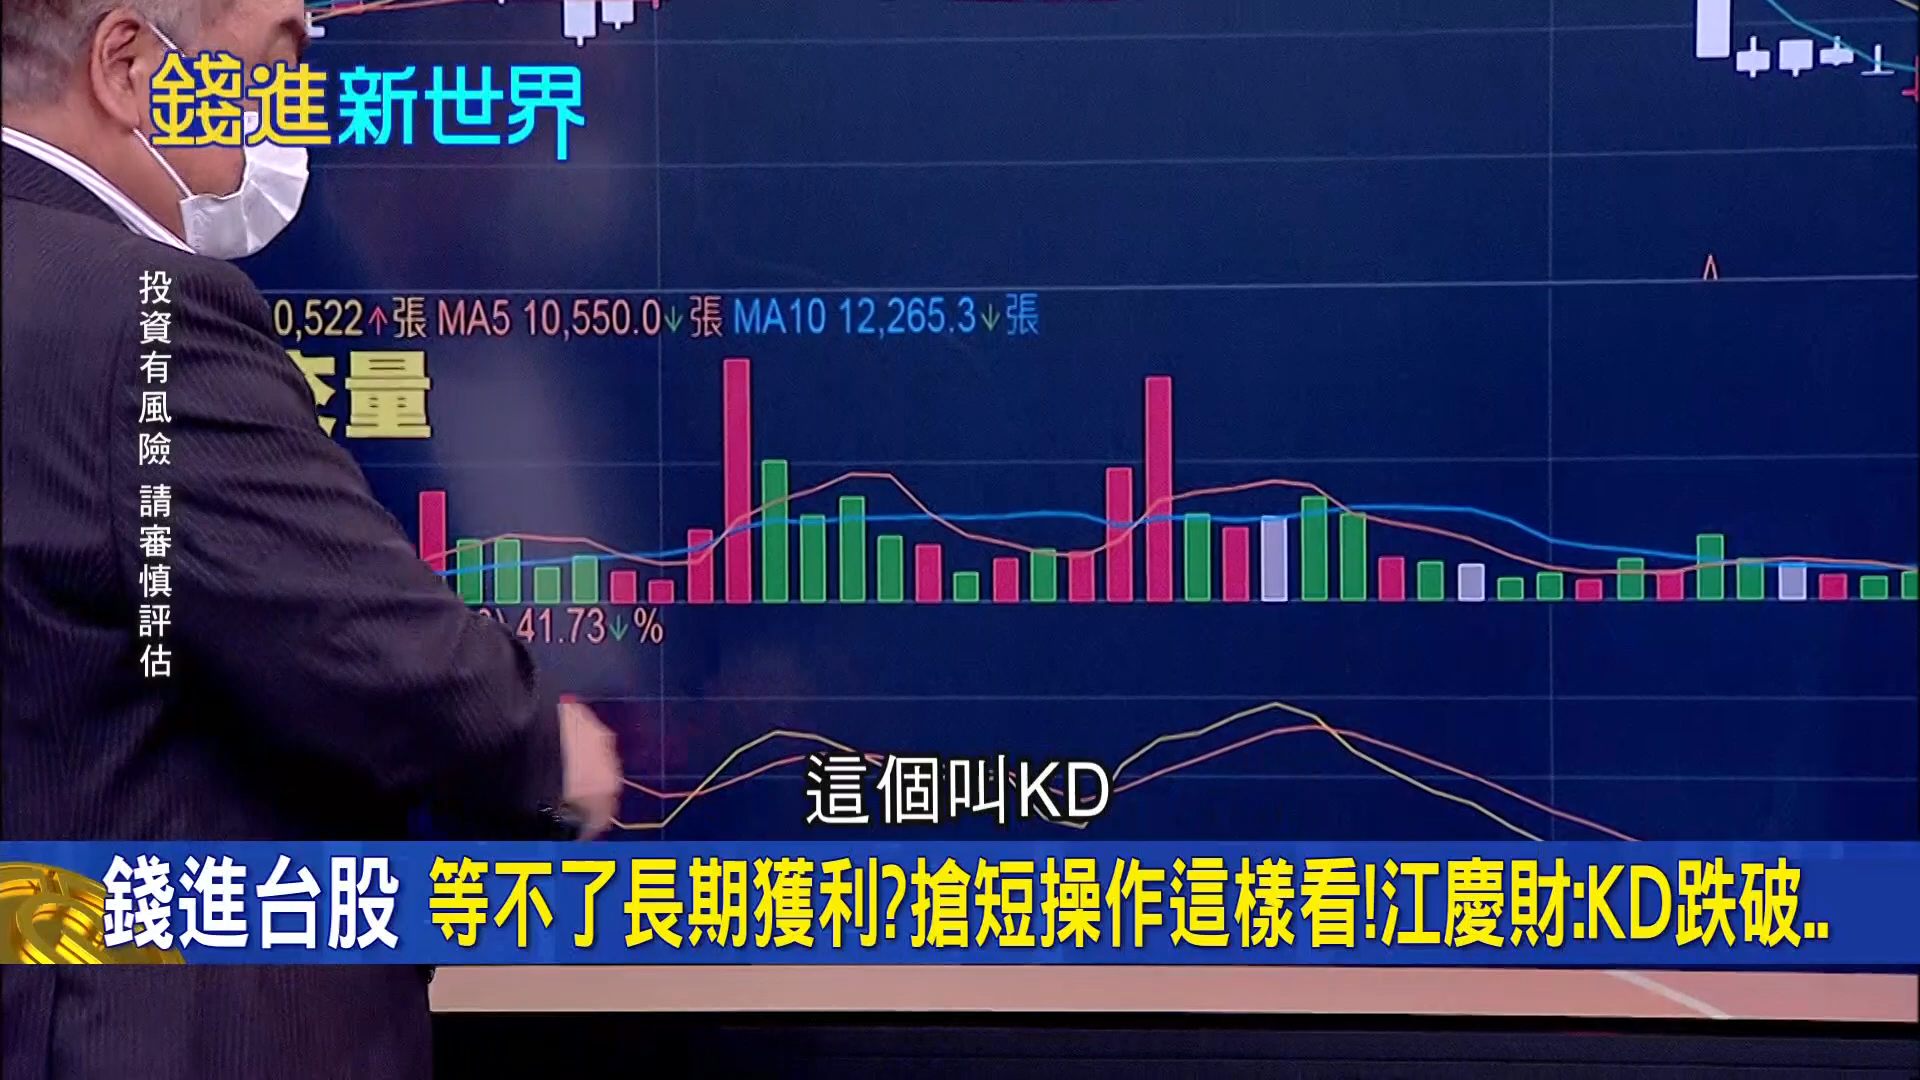 錢進新世界
投資有風險 請審慎評估
0,522↑張 MA5 10,550.0↓張 MA10 12,265.3↓張
量
41.73↓%
這個叫KD
錢進台股 等不了長期獲利?搶短操作這樣看!江慶財:KD跌破..